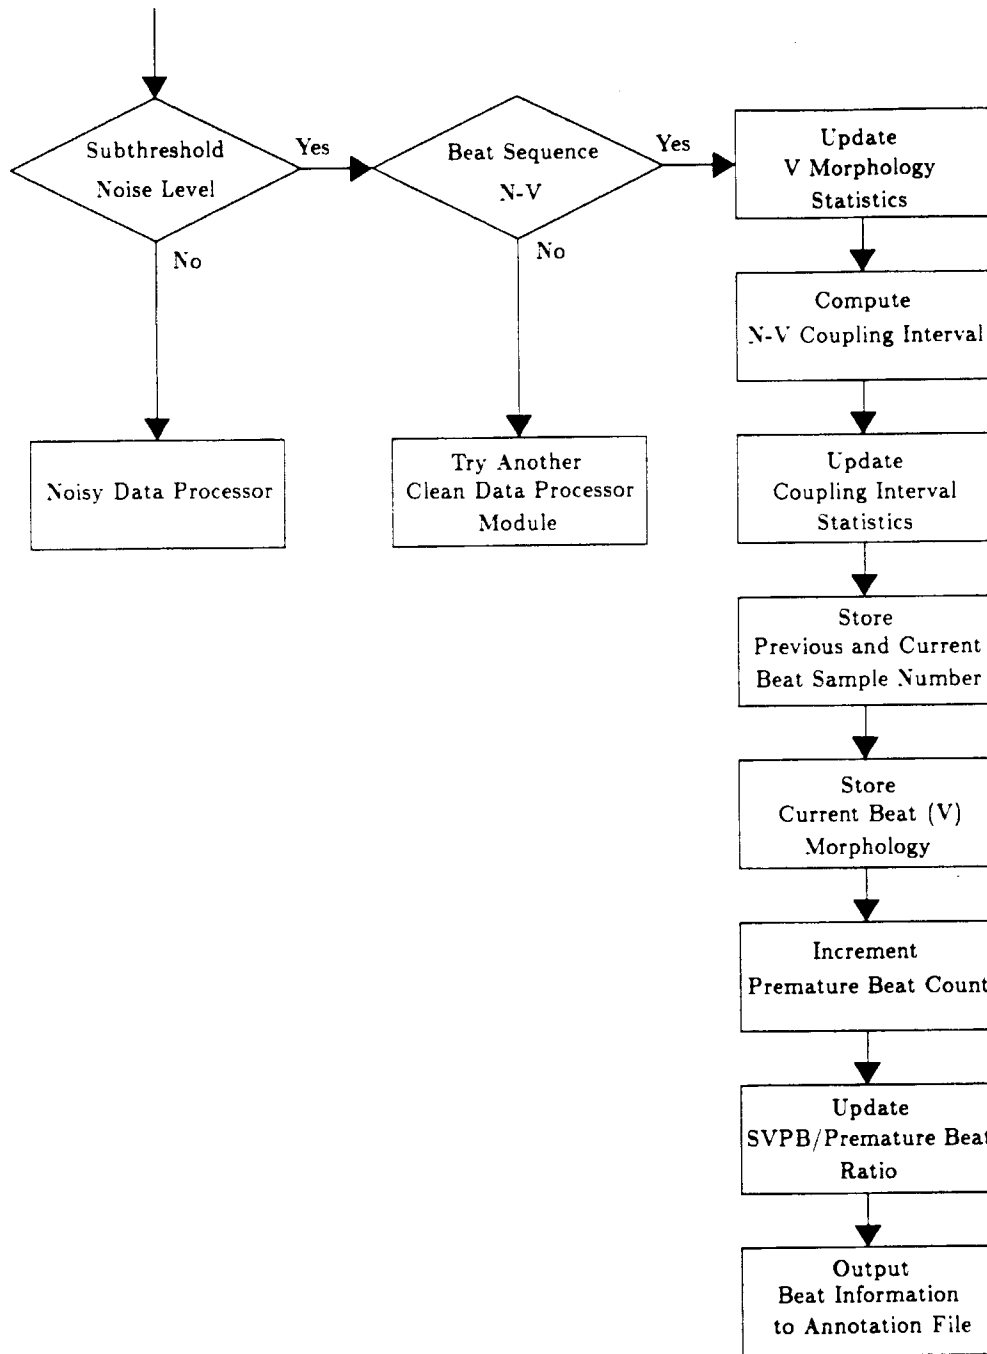 Subthreshold
Noise Level
Yes
No
Beat Sequence
N-V
Yes
No
Update
V Morphology
Statistics
Compute
N-V Coupling Interval
Noisy Data Processor
Try Another
Clean Data Processor
Module
Update
Coupling Interval
Statistics
Store
Previous and Current
Beat Sample Number
Store
Current Beat (V)
Morphology
Increment
Premature Beat Count
Update
SVPB/Premature Beat
Ratio
Output
Beat Information
to Annotation File